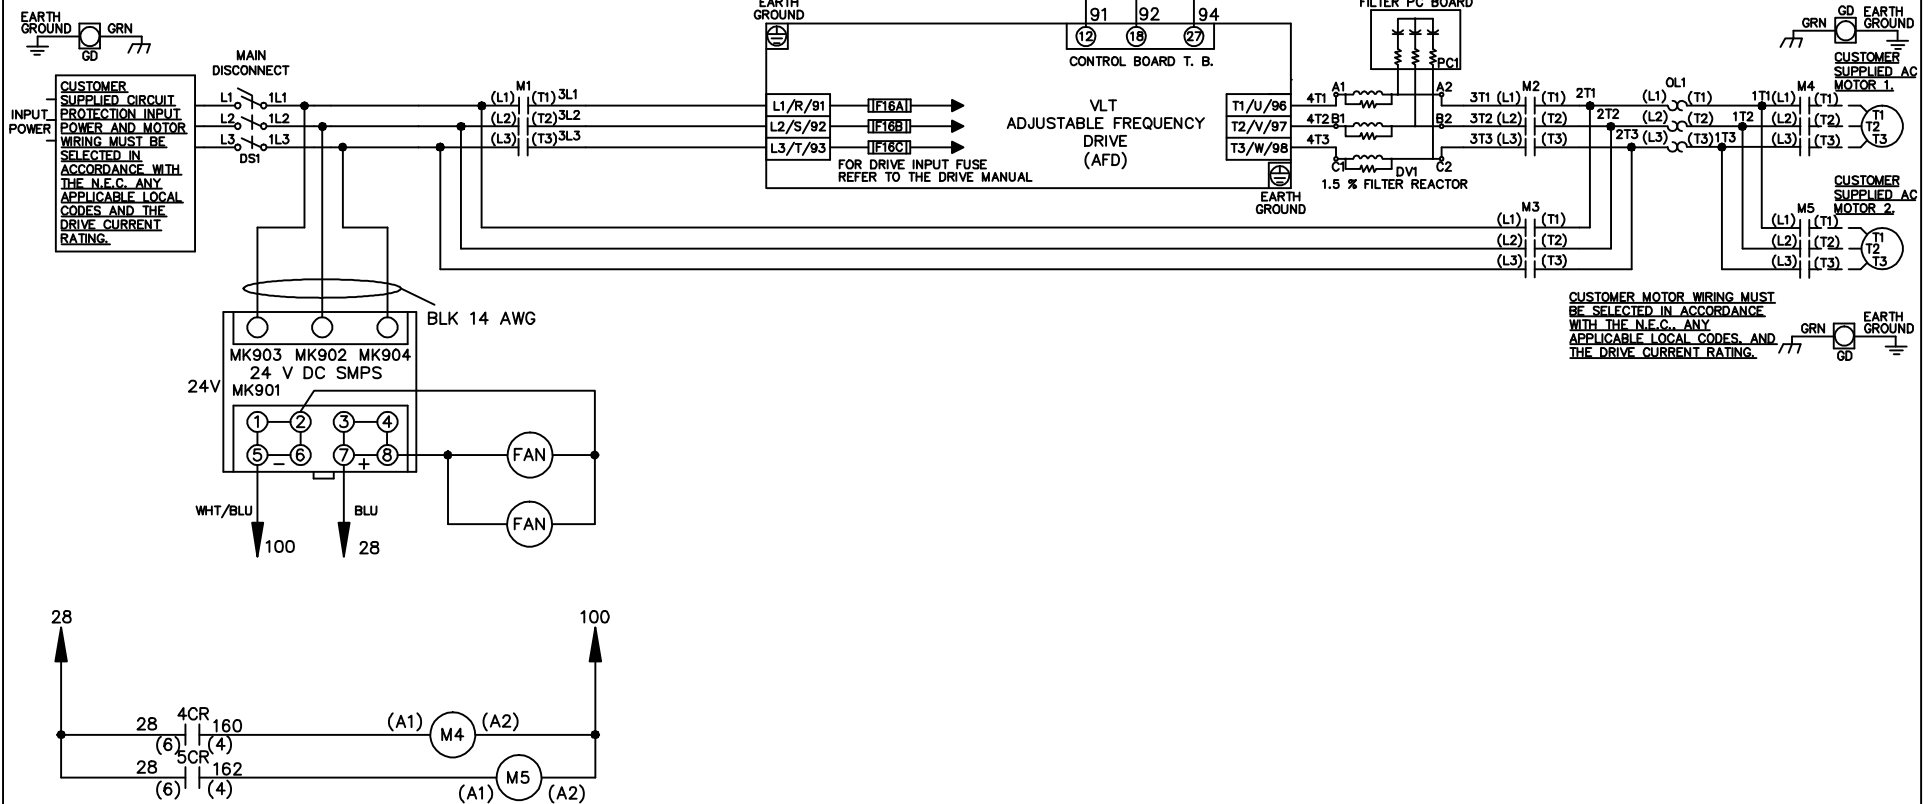 EARTH
GROUND
GRN
GD
MAIN
DISCONNECT
CUSTOMER
SUPPLIED CIRCUIT
PROTECTION INPUT
POWER AND MOTOR
WIRING MUST BE
SELECTED IN
ACCORDANCE WITH
THE N.E.C. ANY
APPLICABLE LOCAL
CODES AND THE
DRIVE CURRENT
RATING.
INPUT
POWER
L1 1L1
L2 1L2
L3 1L3
DS1
M1
(L1) (T1) 3L1
(L2) (T2) 3L2
(L3) (T3) 3L3
EARTH
GROUND
91 92 94
12 18 27
CONTROL BOARD T. B.
L1/R/91 F16A
L2/S/92 F16B
L3/T/93 F16C
FOR DRIVE INPUT FUSE
REFER TO THE DRIVE MANUAL
VLT
ADJUSTABLE FREQUENCY
DRIVE
(AFD)
T1/U/96
T2/V/97
T3/W/98
EARTH
GROUND
FILTER PC BOARD
PC1
4T1 A1 A2
4T2 B1 B2
4T3 C1 C2
DV1
1.5 % FILTER REACTOR
M2
3T1 (L1) (T1) 2T1
3T2 (L2) (T2) 2T2
3T3 (L3) (T3) 2T3
OL1
(L1) (T1) 1T1
(L2) (T2) 1T2
(L3) (T3) 1T3
M4
(L1) (T1)
(L2) (T2)
(L3) (T3)
T1
T2
T3
GRN
GD
EARTH
GROUND
CUSTOMER
SUPPLIED AC
MOTOR 1.
M3
(L1) (T1)
(L2) (T2)
(L3) (T3)
CUSTOMER
SUPPLIED AC
MOTOR 2.
M5
(L1) (T1)
(L2) (T2)
(L3) (T3)
T1
T2
T3
CUSTOMER MOTOR WIRING MUST
BE SELECTED IN ACCORDANCE
WITH THE N.E.C., ANY
APPLICABLE LOCAL CODES, AND
THE DRIVE CURRENT RATING.
GRN
GD
EARTH
GROUND
BLK 14 AWG
MK903 MK902 MK904
24 V DC SMPS
24V
MK901
1 2 3 4
5 - 6 7 + 8
FAN
FAN
WHT/BLU
BLU
100
28
28
100
4CR
28 160
(6) (4)
(A1) M4 (A2)
5CR
28 162
(6) (4)
(A1) M5 (A2)